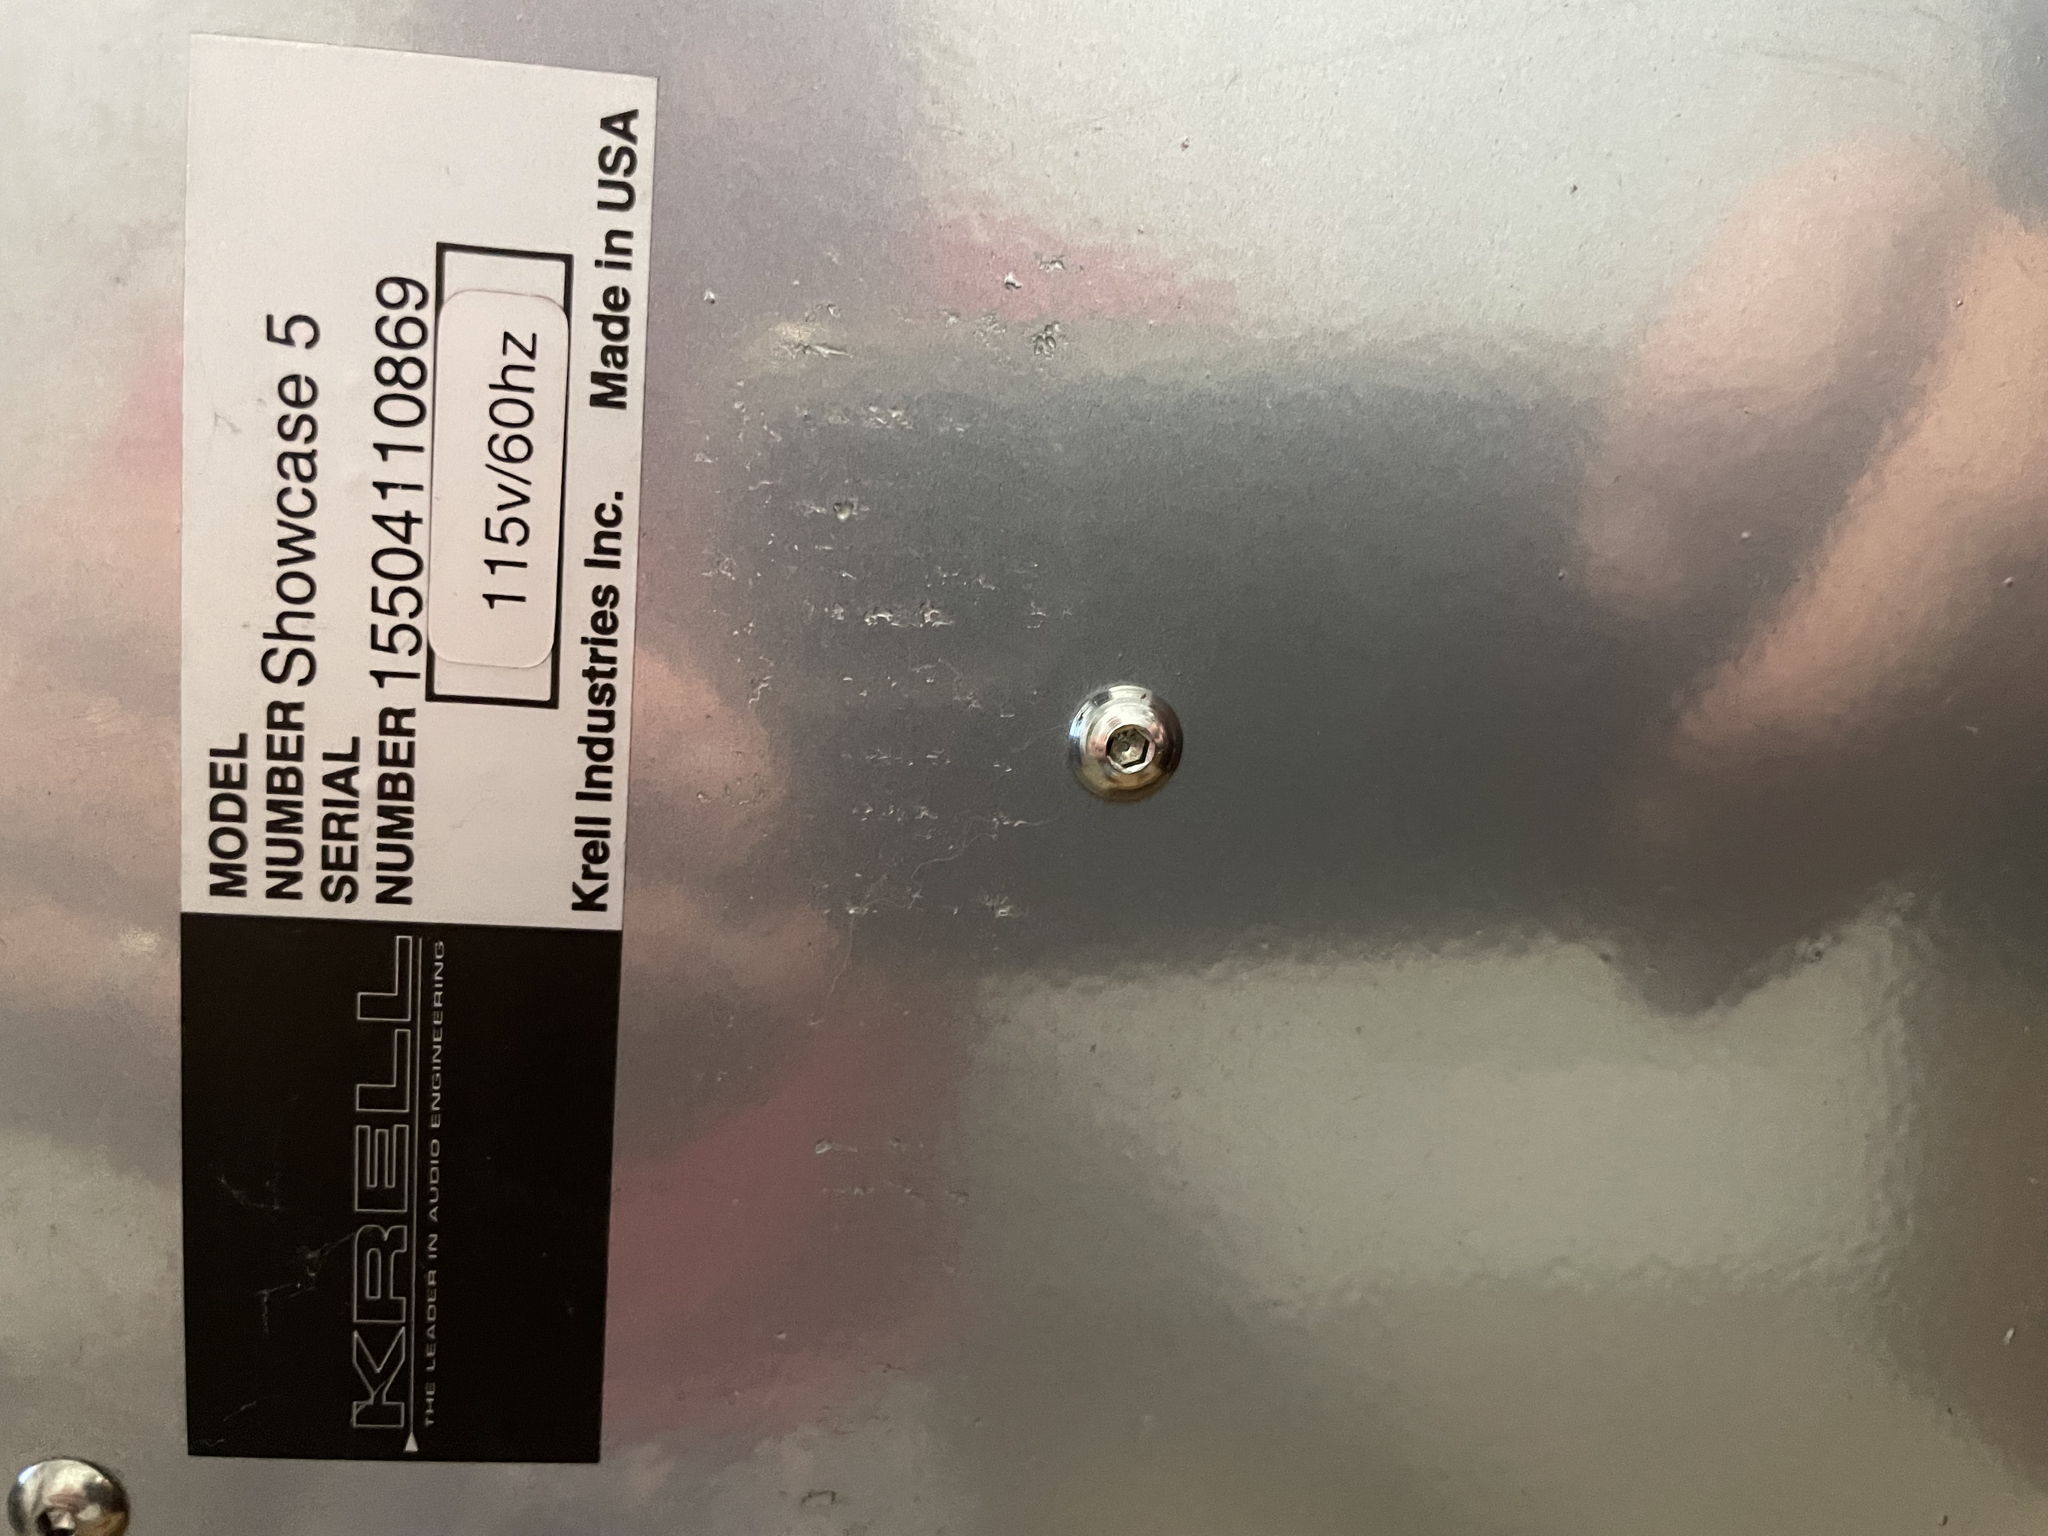 KRELL
THE LEADER IN AUDIO ENGINEERING
MODEL
NUMBER Showcase 5
SERIAL
NUMBER 15504110869
115v/60hz
Krell Industries Inc. Made in USA